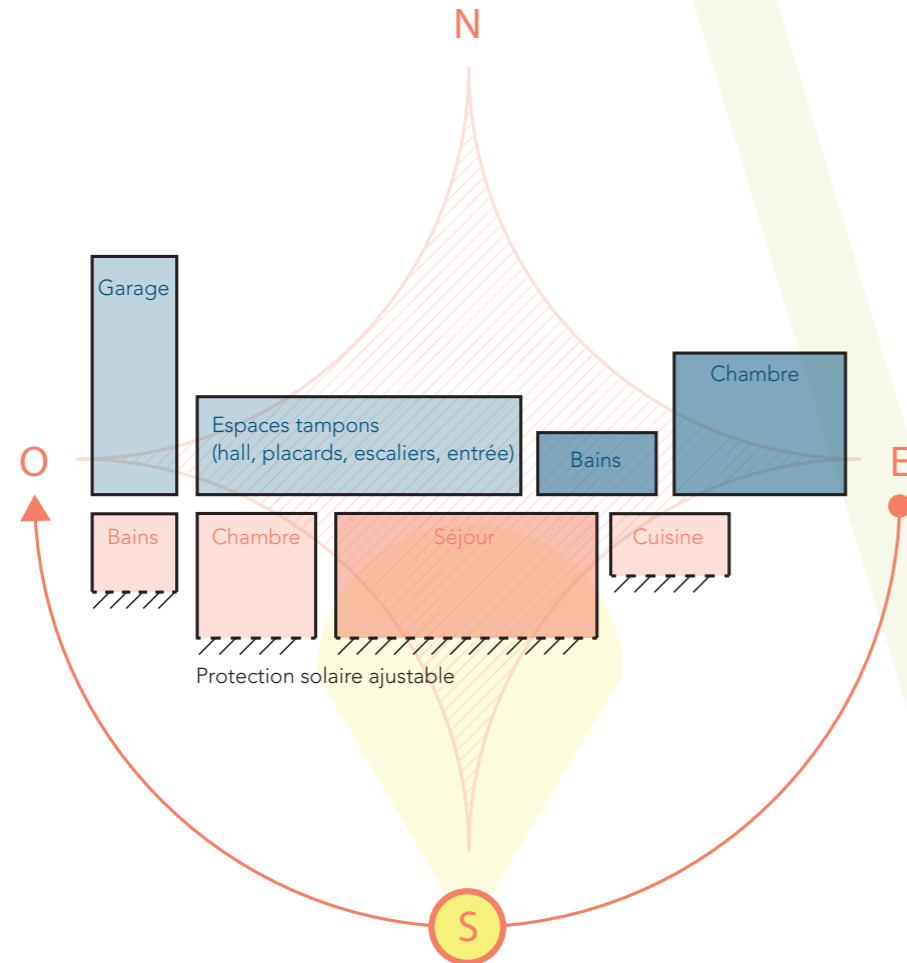 N
Garage
Chambre
Espaces tampons
(hall, placards, escaliers, entrée)
Bains
O
E
Bains
Chambre
Séjour
Cuisine
Protection solaire ajustable
S